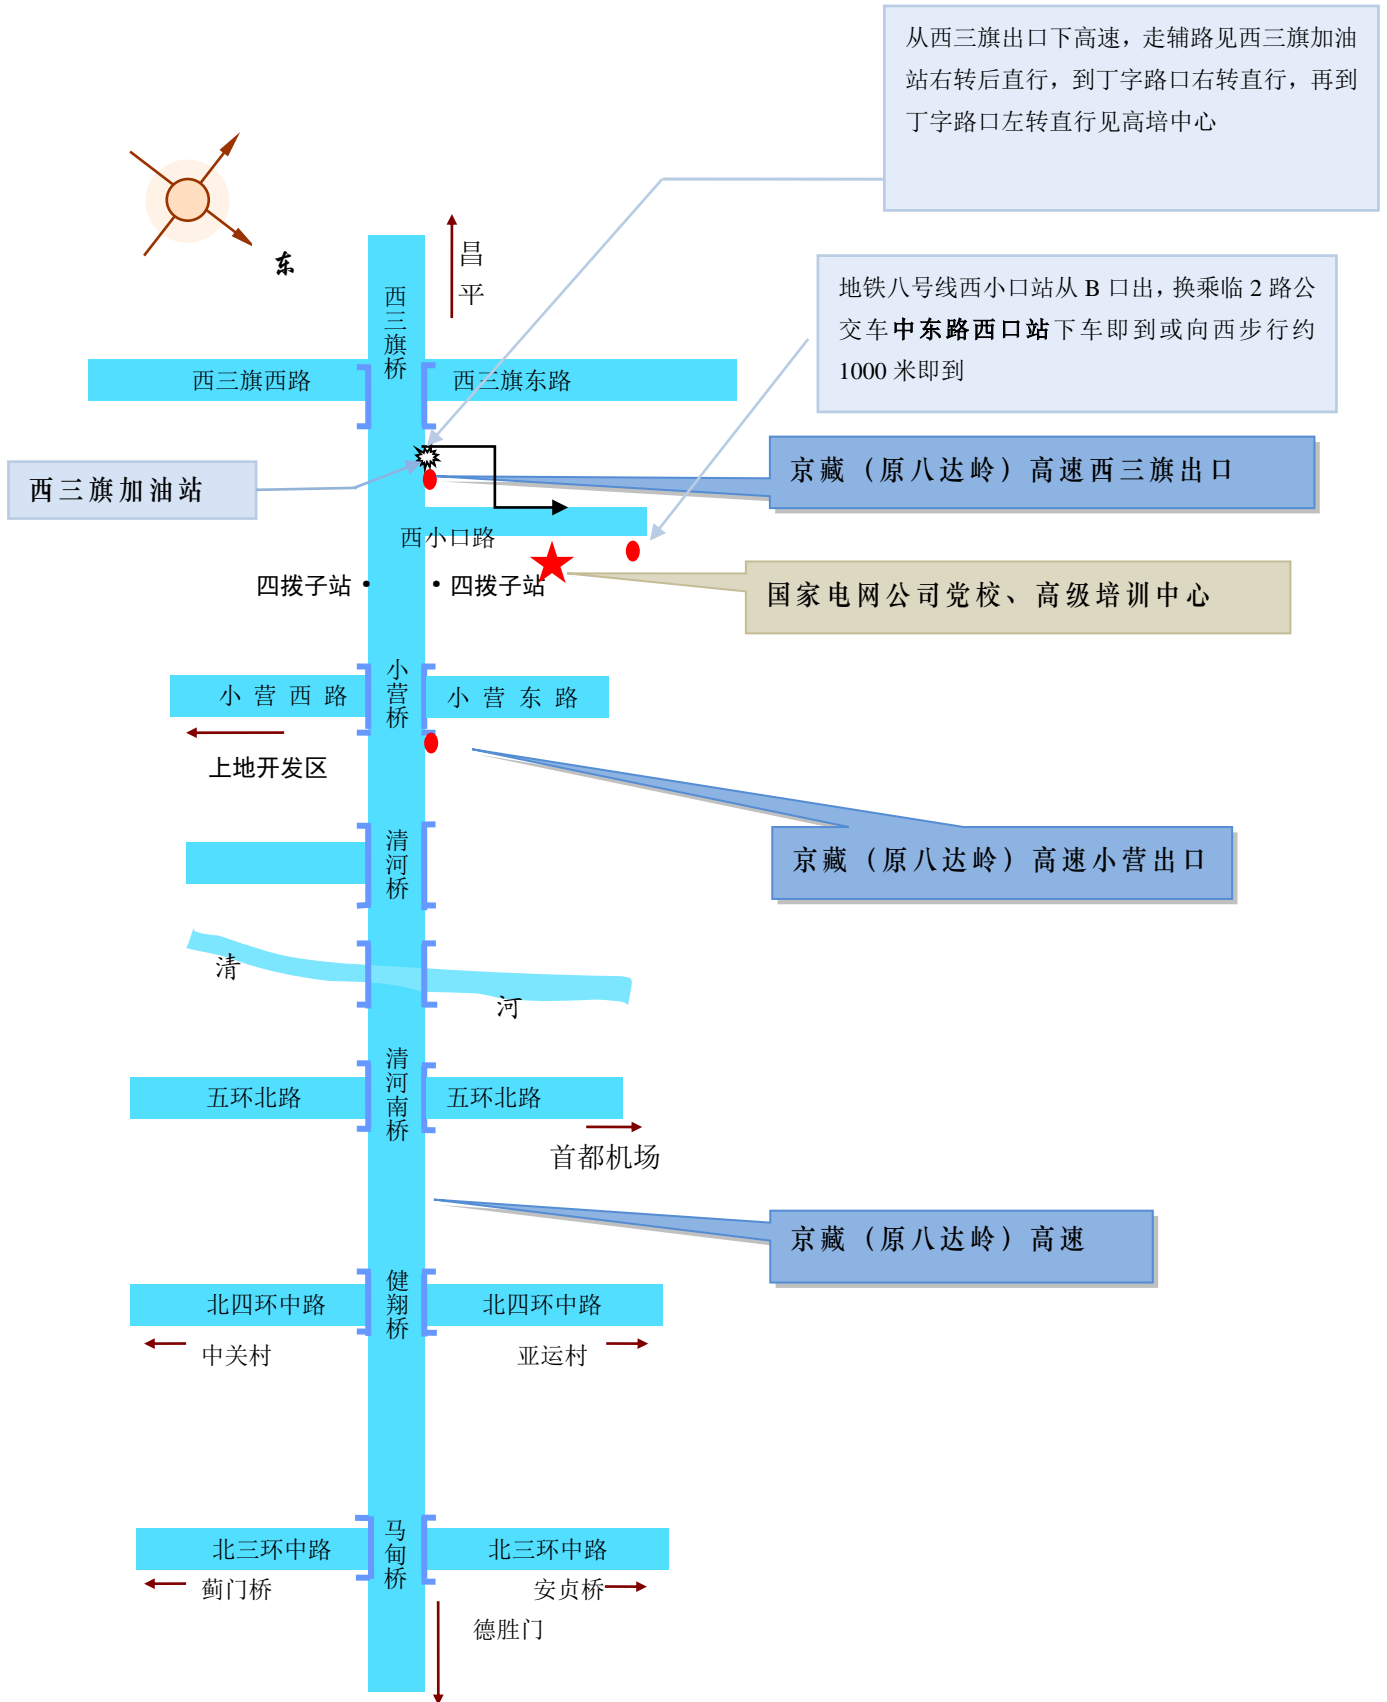 从西三旗出口下高速，走辅路见西三旗加油
站右转后直行，到丁字路口右转直行，再到
丁字路口左转直行见高培中心
东
昌
平
地铁八号线西小口站从 B 口出，换乘临 2 路公
交车中东路西口站下车即到或向西步行约
1000 米即到
西三旗桥
西三旗西路
西三旗东路
京藏（原八达岭）高速西三旗出口
西三旗加油站
西小口路
四拨子站
四拨子站
国家电网公司党校、高级培训中心
小营桥
小营西路
小营东路
上地开发区
清河桥
京藏（原八达岭）高速小营出口
清
河
清河南桥
五环北路
五环北路
首都机场
京藏（原八达岭）高速
健翔桥
北四环中路
北四环中路
中关村
亚运村
马甸桥
北三环中路
北三环中路
蓟门桥
安贞桥
德胜门